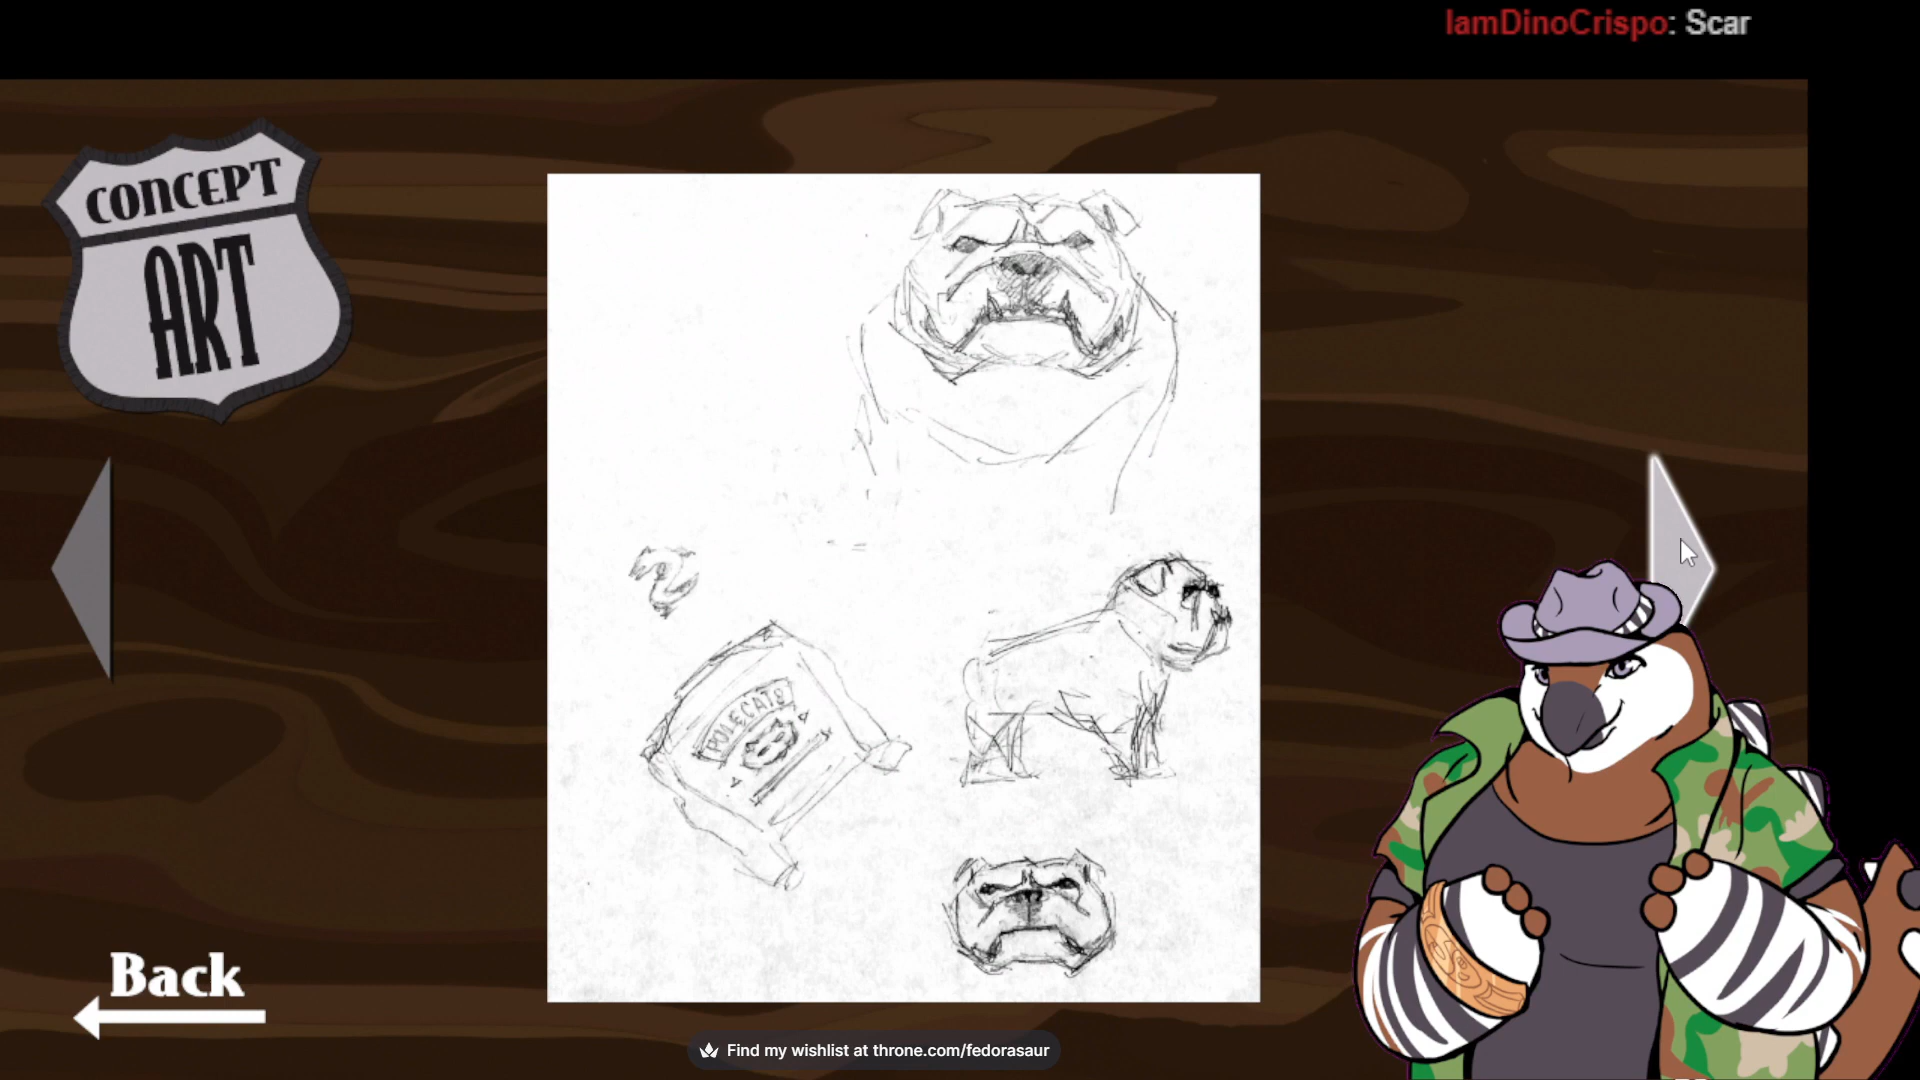 IamDinoCrispo: Scar
CONCEPT
ART
POLECATS
Back
Find my wishlist at throne.com/fedorasaur